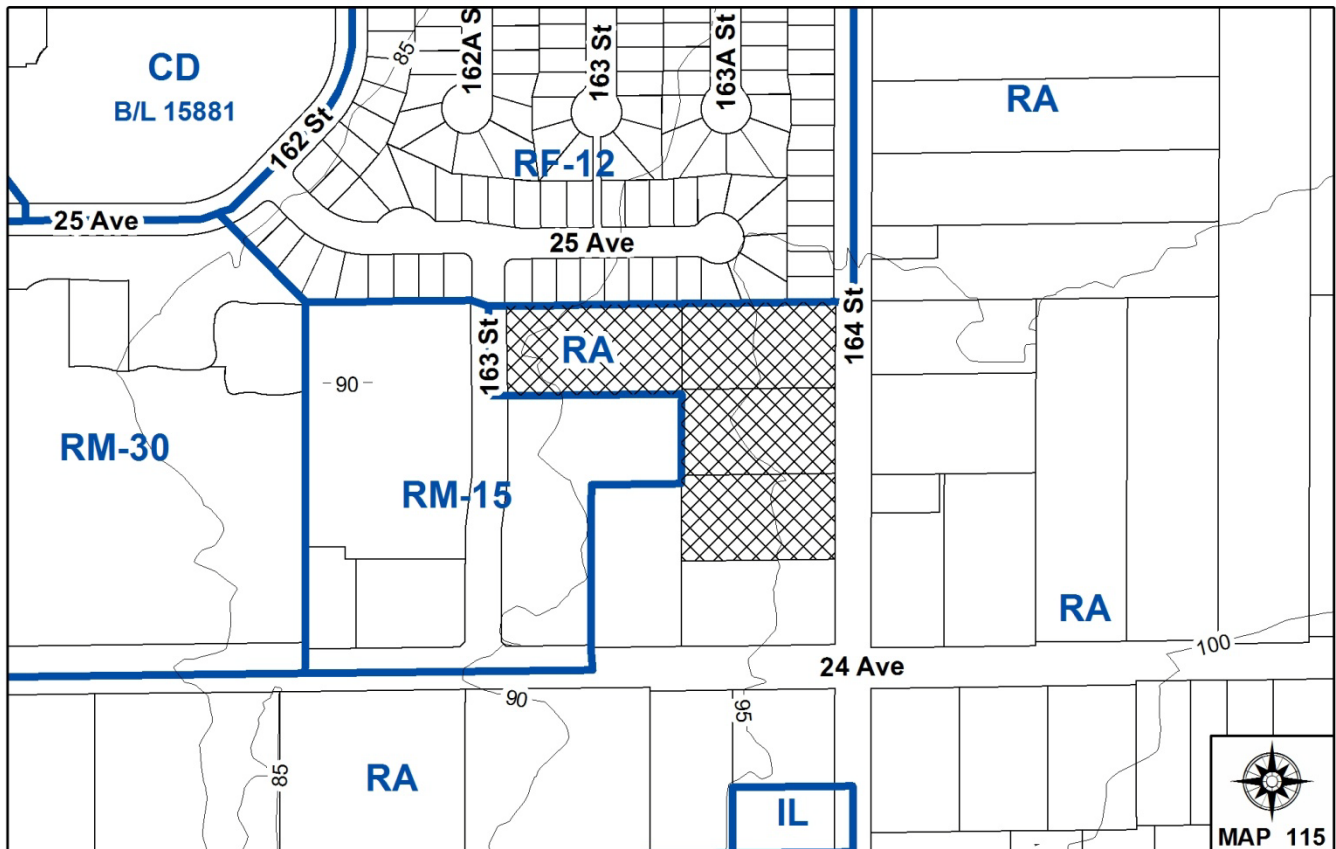 162A S
163 St
163A St
85
CD
B/L 15881
RA
162 St
RF-12
25 Ave
25 Ave
163 St
RA
164 St
90
RM-30
RM-15
RA
100
24 Ave
90
95
85
RA
IL
MAP 115